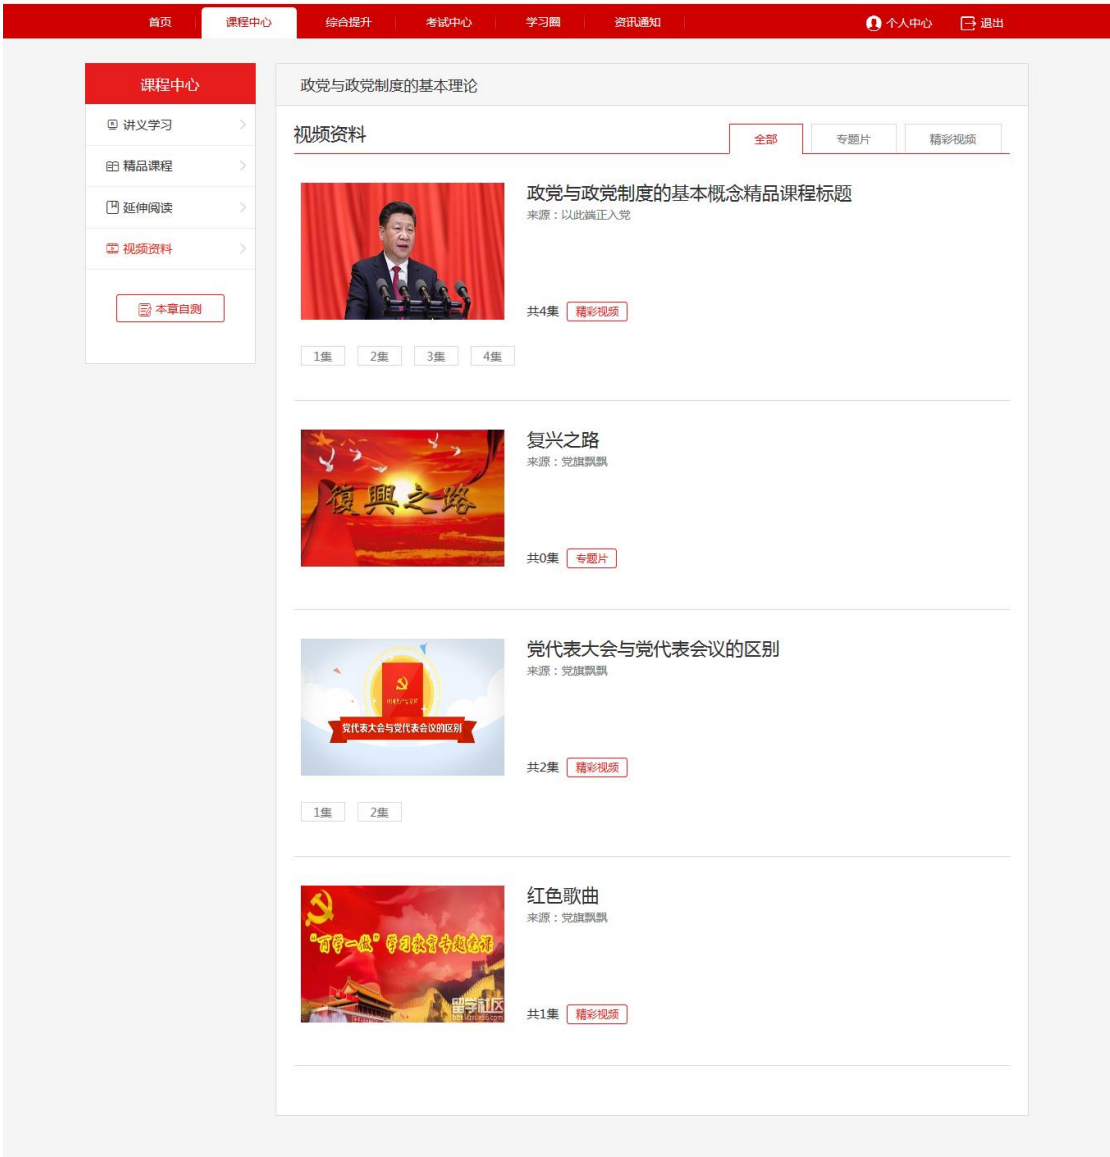 首页 课程中心 综合提升 考试中心 学习圈 资讯通知 个人中心 退出
课程中心
讲义学习
精品课程
延伸阅读
视频资料
本章自测
政党与政党制度的基本理论
视频资料 全部 专题片 精彩视频
政党与政党制度的基本概念精品课程标题
来源：以此端正入党
共4集 精彩视频
1集 2集 3集 4集
復興之路
复兴之路
来源：党旗飘飘
共0集 专题片
党代表大会与党代表会议的区别
党代表大会与党代表会议的区别
来源：党旗飘飘
共2集 精彩视频
1集 2集
“两学一做”学习教育专题党课
留学社区
红色歌曲
来源：党旗飘飘
共1集 精彩视频